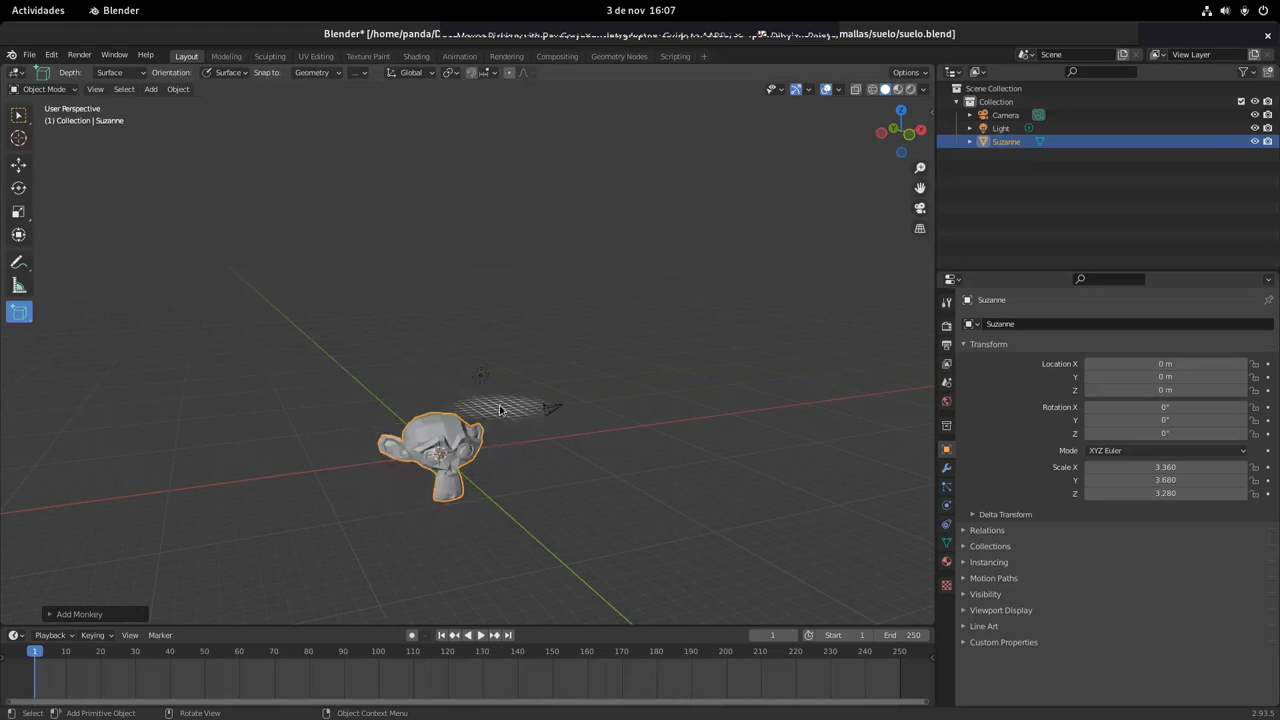 Actividades Blender 3 de nov 16:07
Blender* [/home/panda/D mallas/suelo/suelo.blend]
File Edit Render Window Help Layout Modeling Sculpting UV Editing Texture Paint Shading Animation Rendering Compositing Geometry Nodes Scripting Scene View Layer
Depth: Surface Orientation: Surface Snap to: Geometry ... Global Options
Object Mode View Select Add Object
User Perspective
(1) Collection | Suzanne
Scene Collection
Collection
Camera
Light
Suzanne
X
Y
Z
Suzanne
Suzanne
Transform
Location X 0 m
Y 0 m
Z 0 m
Rotation X 0°
Y 0°
Z 0°
Mode XYZ Euler
Scale X 3.360
Y 3.680
Z 3.280
Delta Transform
Relations
Collections
Instancing
Motion Paths
Visibility
Viewport Display
Line Art
Custom Properties
Add Monkey
Playback Keying View Marker 1 Start 1 End 250
1 10 20 30 40 50 60 70 80 90 100 110 120 130 140 150 160 170 180 190 200 210 220 230 240 250
Select Add Primitive Object Rotate View Object Context Menu 2.93.5